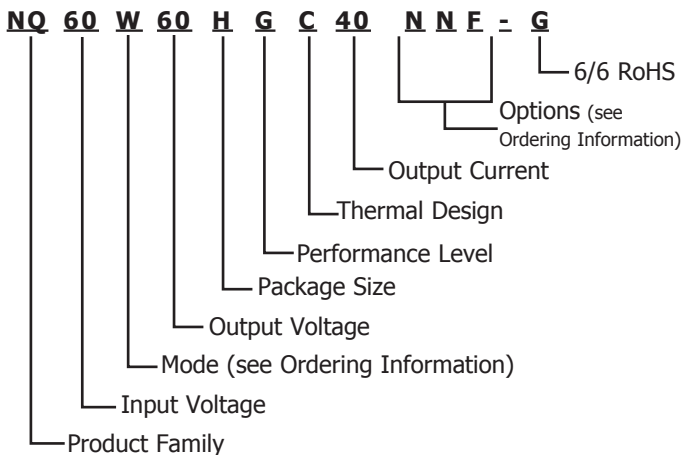 NQ 60 W 60 H G C 40 N N F - G
6/6 RoHS
Options (see
Ordering Information)
Output Current
Thermal Design
Performance Level
Package Size
Output Voltage
Mode (see Ordering Information)
Input Voltage
Product Family